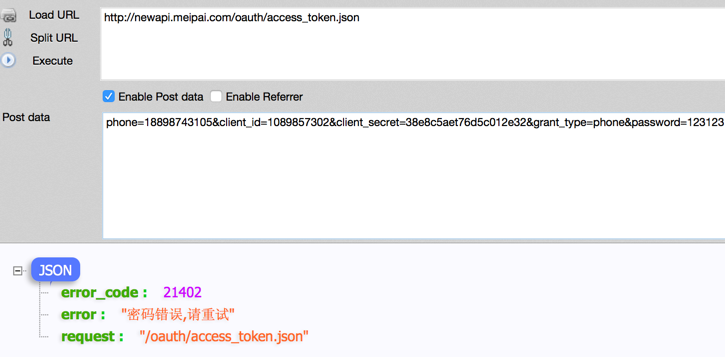 Load URL
http://newapi.meipai.com/oauth/access_token.json
Split URL
Execute
Enable Post data Enable Referrer
Post data
phone=18898743105&client_id=1089857302&client_secret=38e8c5aet76d5c012e32&grant_type=phone&password=123123
JSON
error_code : 21402
error : "密码错误,请重试"
request : "/oauth/access_token.json"